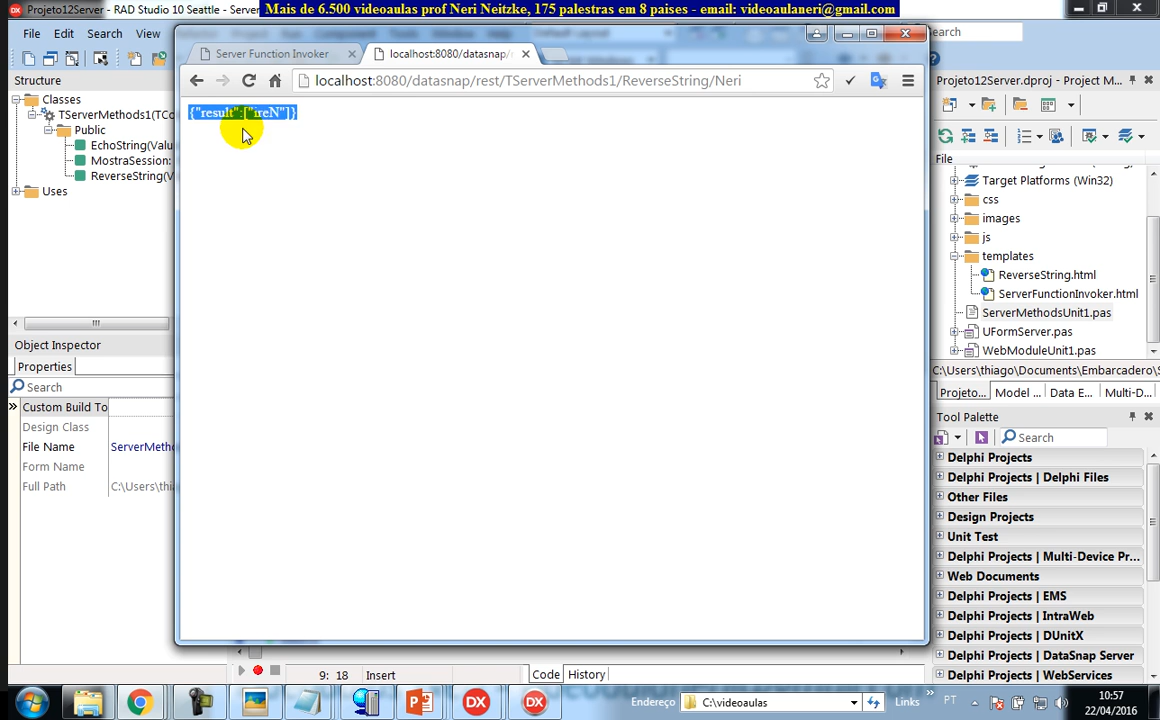 Mais de 6.500 videoaulas prof Neri Neitzke, 175 palestras em 8 paises - email: videoaulaneri@gmail.com
Projeto12Server - RAD Studio 10 Seattle - Server
File Edit Search View
Server Function Invoker
localhost:8080/datasnap/
localhost:8080/datasnap/rest/TServerMethods1/ReverseString/Neri
{"result":["ireN"]}
Structure
Classes
TServerMethods1(TCo
Public
EchoString(Valu
MostraSession:
ReverseString(V
Uses
Object Inspector
Properties
Search
Custom Build To
Design Class
File Name ServerMetho
Form Name
Full Path C:\Users\thi
9: 18 Insert Code History
earch
Projeto12Server.dproj - Project M...
File
Target Platforms (Win32)
css
images
js
templates
ReverseString.html
ServerFunctionInvoker.html
ServerMethodsUnit1.pas
UFormServer.pas
WebModuleUnit1.pas
C:\Users\thiago\Documents\Embarcadero\S
Projeto... Model ... Data E... Multi-D...
Tool Palette
Search
Delphi Projects
Delphi Projects | Delphi Files
Other Files
Design Projects
Unit Test
Delphi Projects | Multi-Device Pr...
Web Documents
Delphi Projects | EMS
Delphi Projects | IntraWeb
Delphi Projects | DUnitX
Delphi Projects | DataSnap Server
Delphi Projects | WebServices
Endereço C:\videoaulas Links PT 10:57
22/04/2016